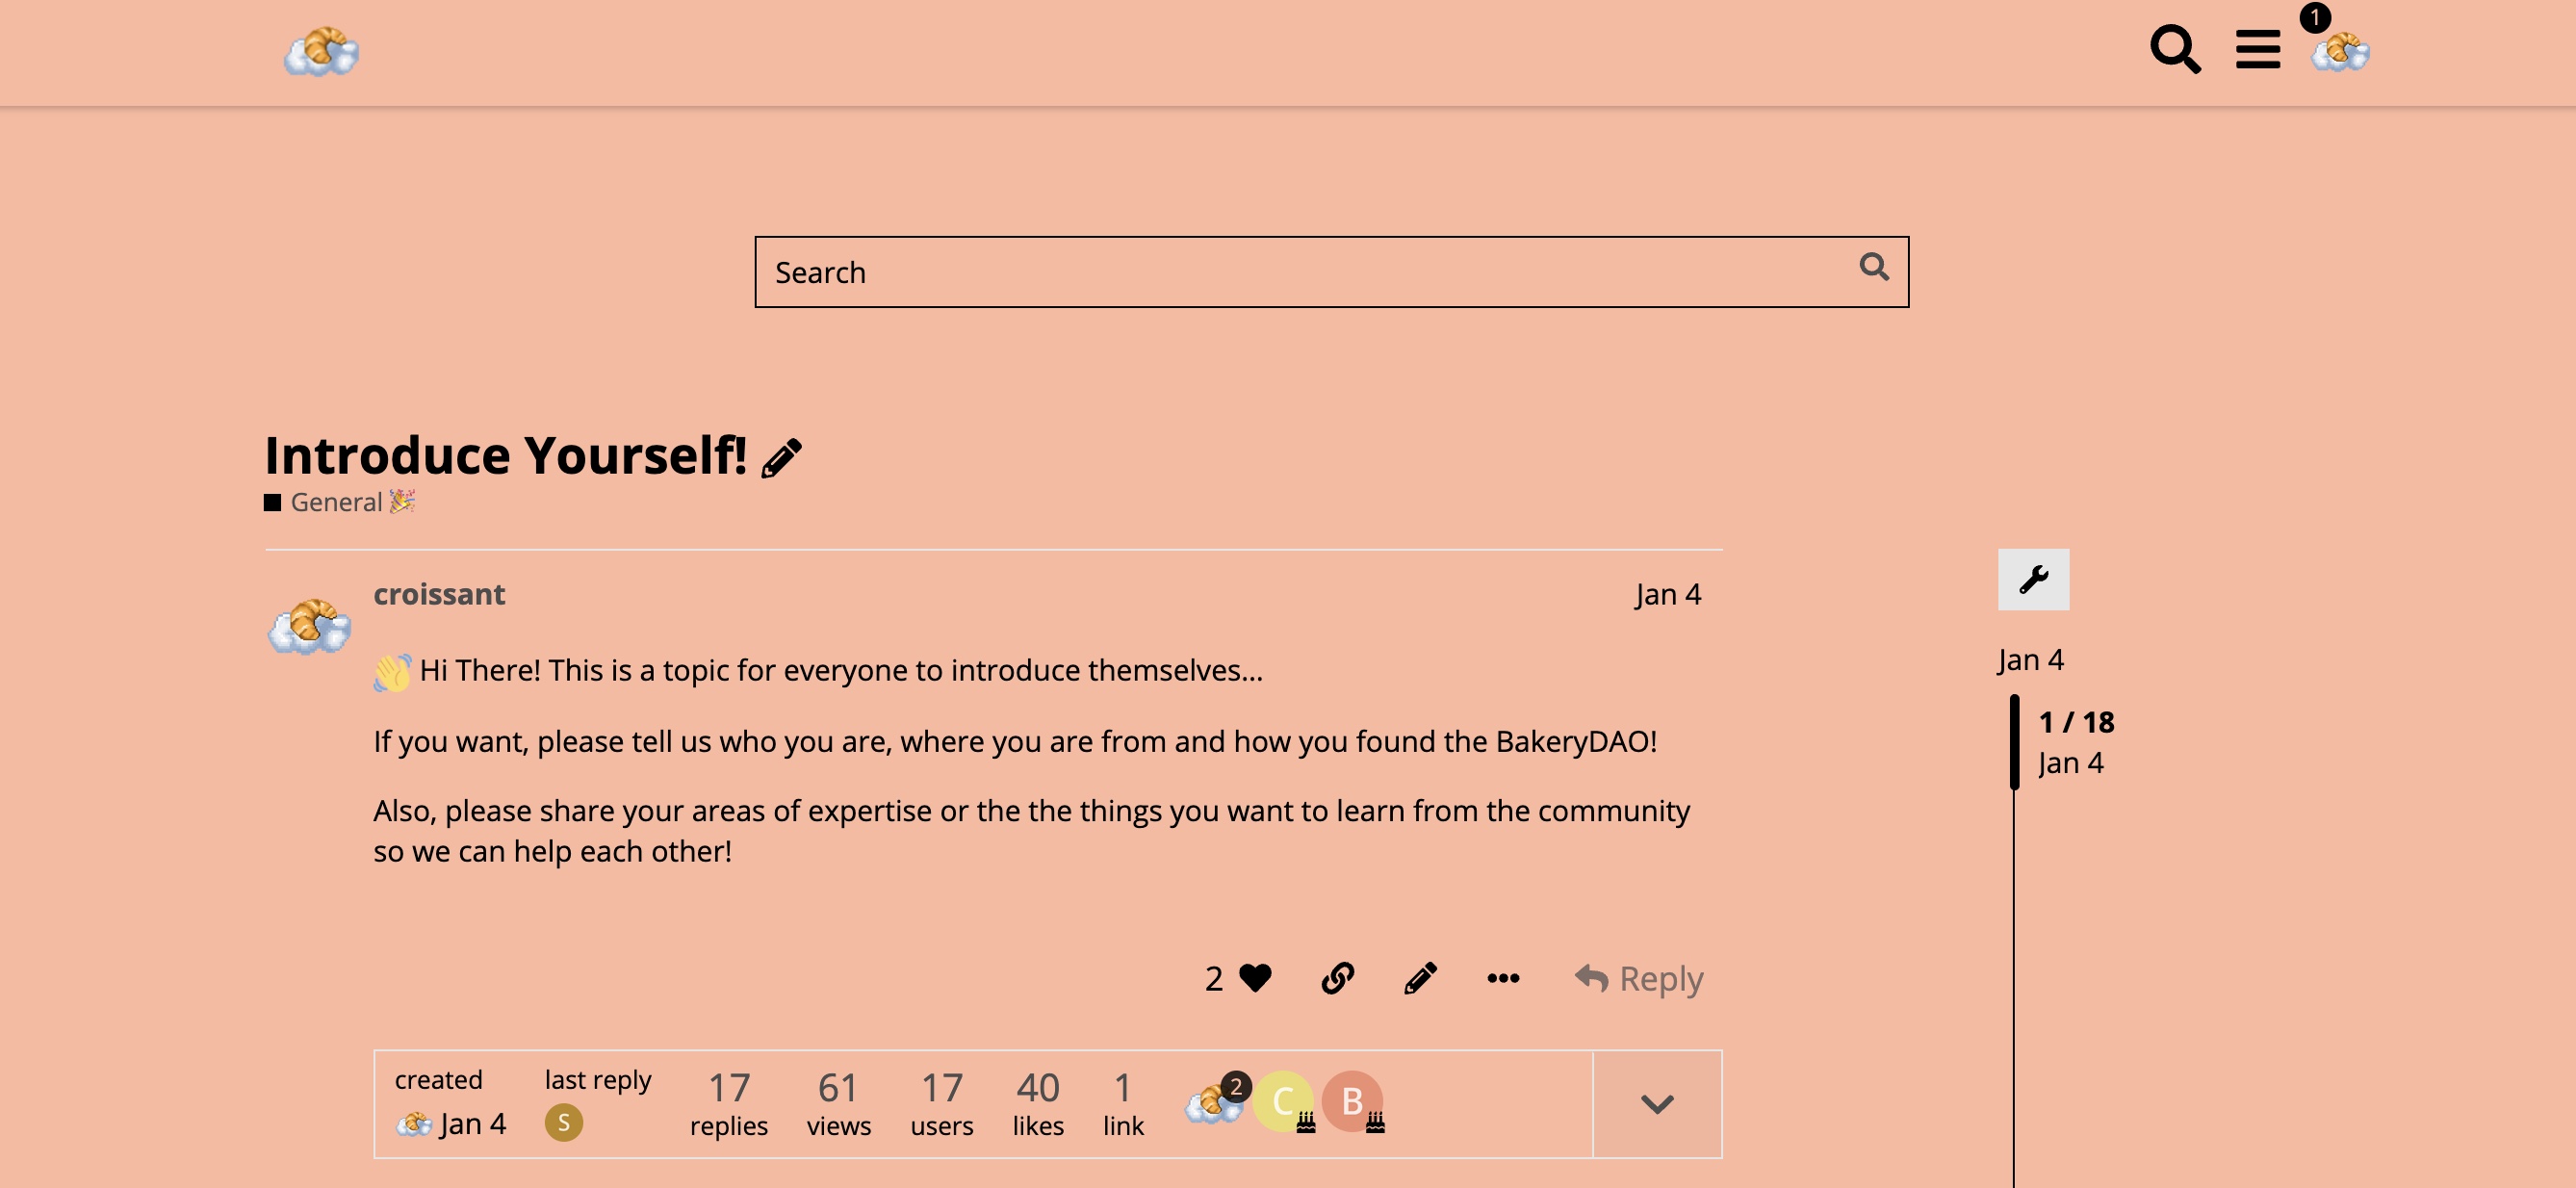 1
Search
Introduce Yourself!
General
croissant
Jan 4
Hi There! This is a topic for everyone to introduce themselves...
If you want, please tell us who you are, where you are from and how you found the BakeryDAO!
Also, please share your areas of expertise or the the things you want to learn from the community
so we can help each other!
2
Reply
created
Jan 4
last reply
S
17
replies
61
views
17
users
40
likes
1
link
2
C
B
Jan 4
1 / 18
Jan 4